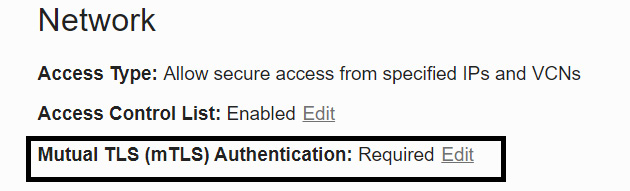 Network
Access Type: Allow secure access from specified IPs and VCNs
Access Control List: Enabled Edit
Mutual TLS (mTLS) Authentication: Required Edit